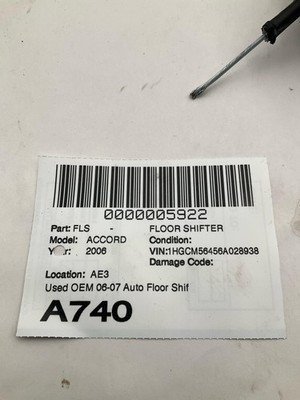 0000005922
Part: FLS - FLOOR SHIFTER
Model: ACCORD Condition:
Year: 2006 VIN:1HGCM56456A028938
Damage Code:
Location: AE3
Used OEM 06-07 Auto Floor Shif
A740